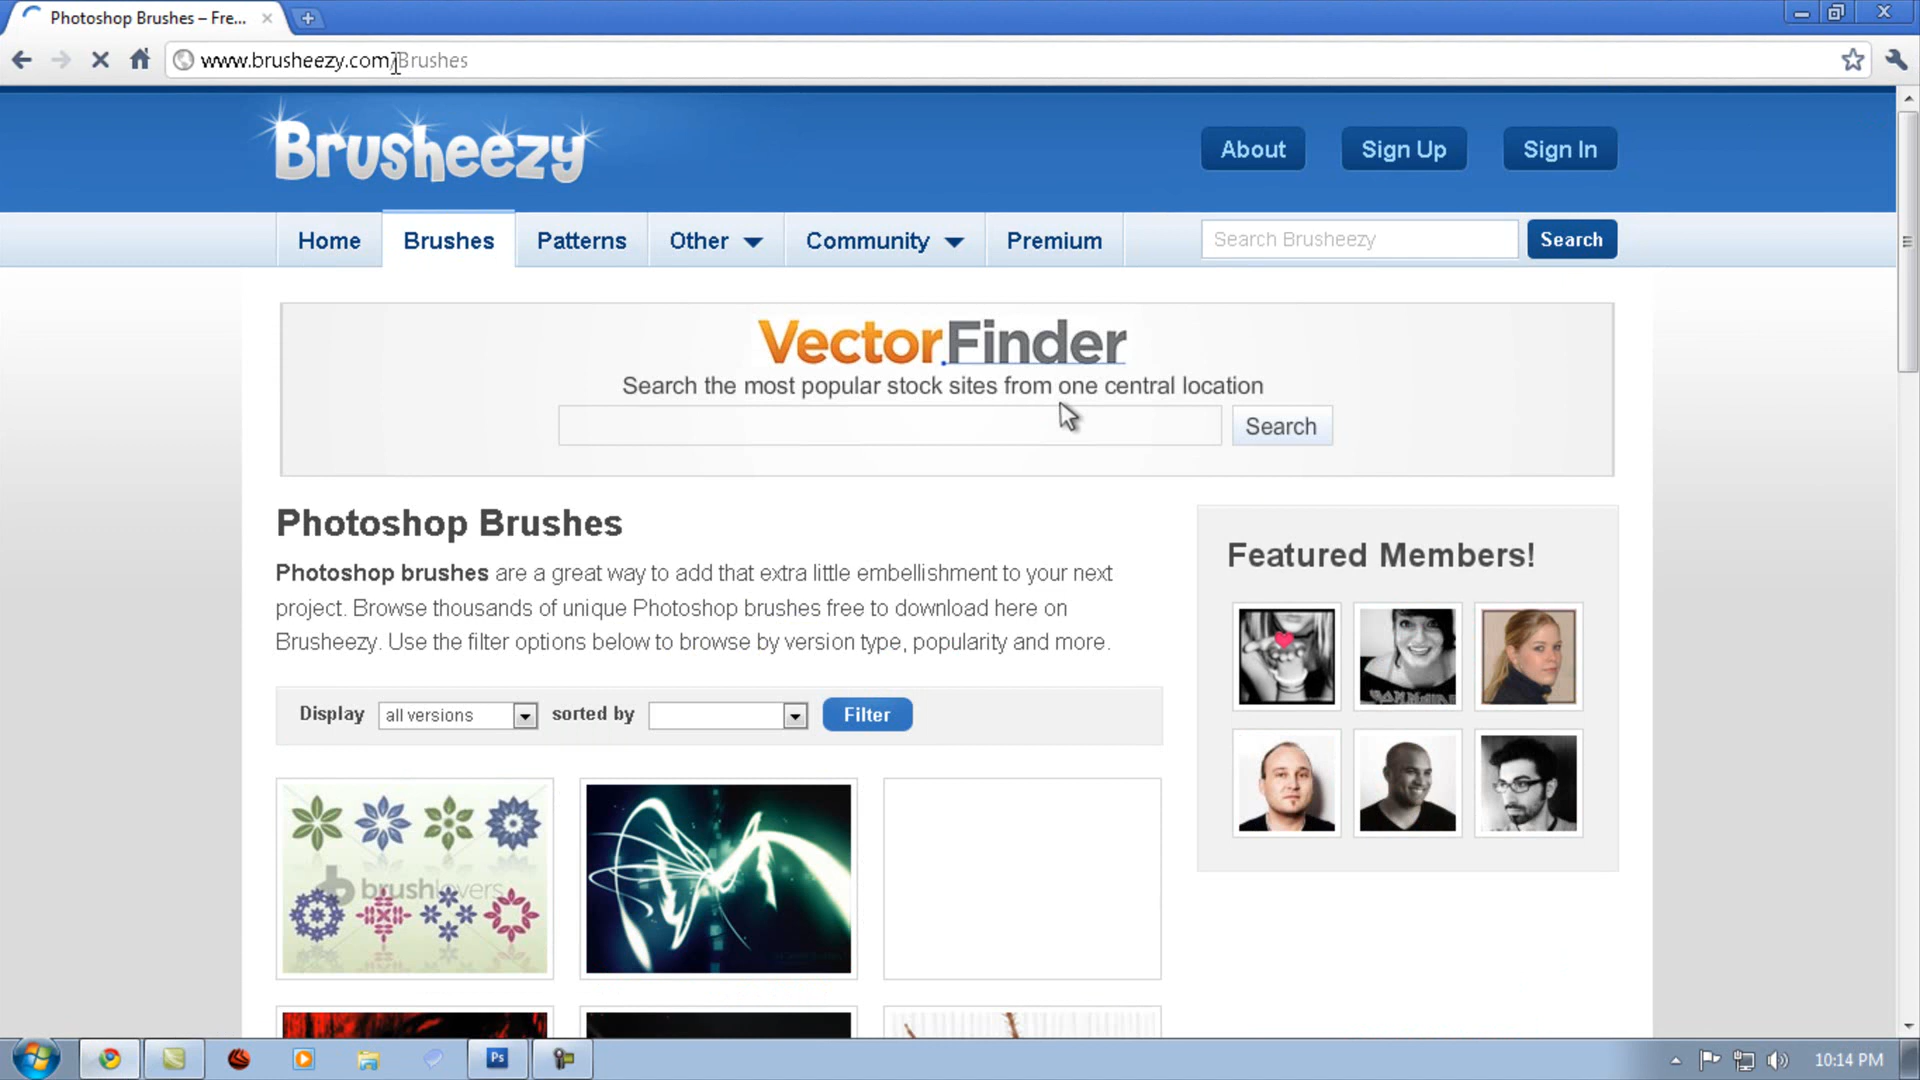 Photoshop Brushes – Fre...
www.brusheezy.com/Brushes
Brusheezy
About
Sign Up
Sign In
Home
Brushes
Patterns
Other
Community
Premium
Search Brusheezy
Search
VectorFinder
Search the most popular stock sites from one central location
Search
Photoshop Brushes
Photoshop brushes are a great way to add that extra little embellishment to your next
project. Browse thousands of unique Photoshop brushes free to download here on
Brusheezy. Use the filter options below to browse by version type, popularity and more.
Display
all versions
sorted by
Filter
Featured Members!
brushlovers
Ps
10:14 PM